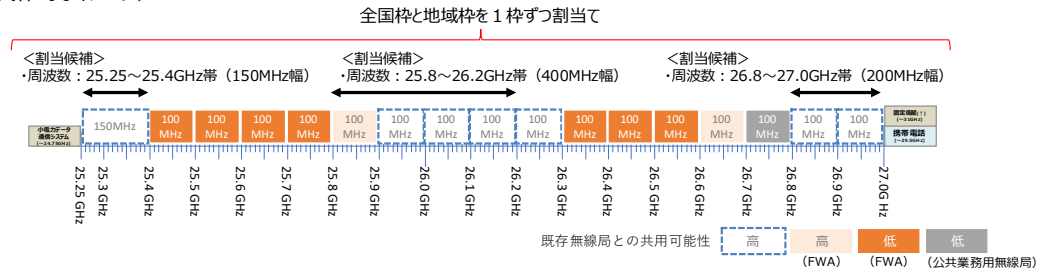 全国枠と地域枠を１枠ずつ割当て
＜割当候補＞
・周波数：25.25～25.4GHz帯（150MHz幅）
＜割当候補＞
・周波数：25.8～26.2GHz帯（400MHz幅）
＜割当候補＞
・周波数：26.8～27.0GHz帯（200MHz幅）
小電力データ
通信システム
(～24.75GHz)
150MHz
100
MHz
100
MHz
100
MHz
100
MHz
100
MHz
100
MHz
100
MHz
100
MHz
100
MHz
100
MHz
100
MHz
100
MHz
100
MHz
100
MHz
100
MHz
100
MHz
固定衛星(↑)
(～31GHz)
携帯電話
(～29.5GHz)
25.25 GHz
25.3 GHz
25.4 GHz
25.5 GHz
25.6 GHz
25.7 GHz
25.8 GHz
25.9 GHz
26.0 GHz
26.1 GHz
26.2 GHz
26.3 GHz
26.4 GHz
26.5 GHz
26.6 GHz
26.7 GHz
26.8 GHz
26.9 GHz
27.0G Hz
既存無線局との共用可能性
高
高
低
低
(FWA)
(FWA)
(公共業務用無線局)